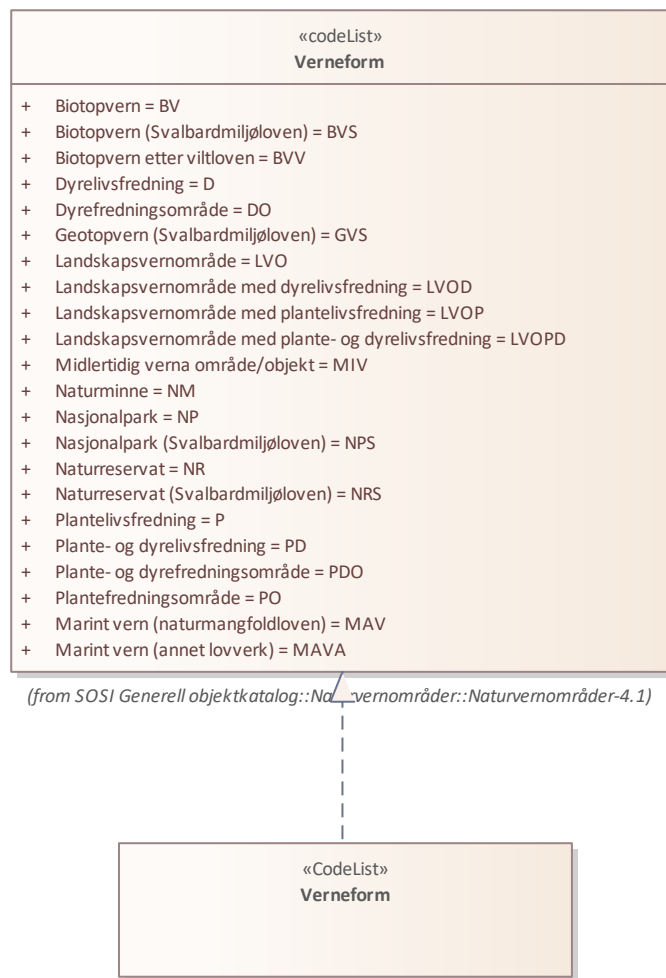 «codeList»
Verneform
+ Biotopvern = BV
+ Biotopvern (Svalbardmiljøloven) = BVS
+ Biotopvern etter viltloven = BVV
+ Dyrelivsfredning = D
+ Dyrefredningsområde = DO
+ Geotopvern (Svalbardmiljøloven) = GVS
+ Landskapsvernområde = LVO
+ Landskapsvernområde med dyrelivsfredning = LVOD
+ Landskapsvernområde med plantelivsfredning = LVOP
+ Landskapsvernområde med plante- og dyrelivsfredning = LVOPD
+ Midlertidig verna område/objekt = MIV
+ Naturminne = NM
+ Nasjonalpark = NP
+ Nasjonalpark (Svalbardmiljøloven) = NPS
+ Naturreservat = NR
+ Naturreservat (Svalbardmiljøloven) = NRS
+ Plantelivsfredning = P
+ Plante- og dyrelivsfredning = PD
+ Plante- og dyrefredningsområde = PDO
+ Plantefredningsområde = PO
+ Marint vern (naturmangfoldloven) = MAV
+ Marint vern (annet lovverk) = MAVA
(from SOSI Generell objektkatalog::Naturvernområder::Naturvernområder-4.1)
«CodeList»
Verneform